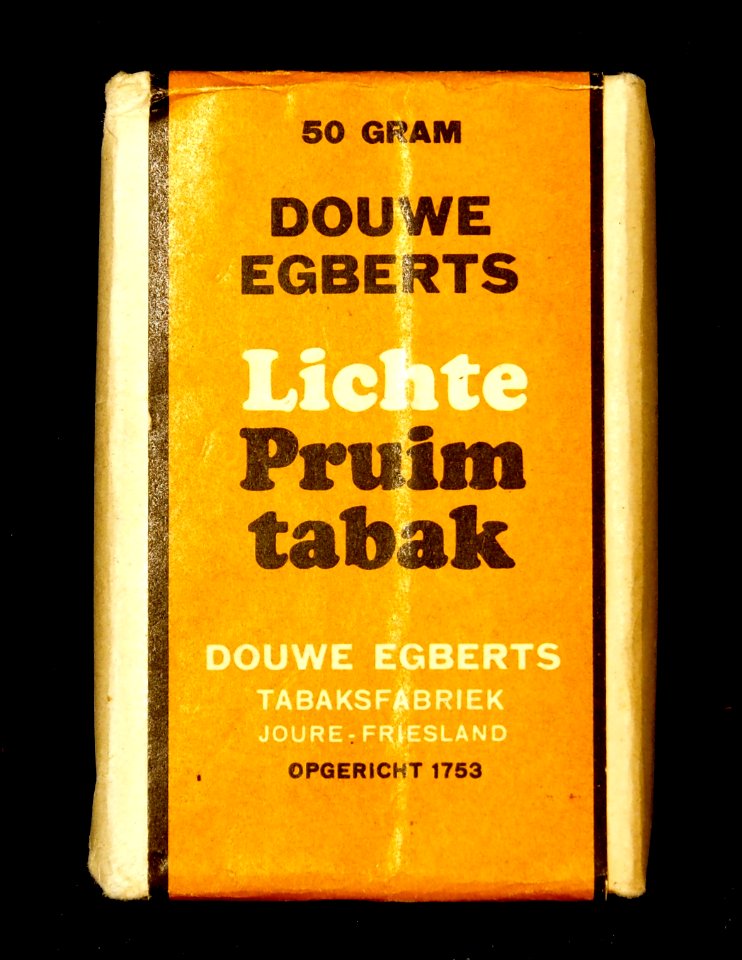 50 GRAM
DOUWE
EGBERTS
Lichte
Pruim
tabak
DOUWE EGBERTS
TABAKSFABRIEK
JOURE-FRIESLAND
OPGERICHT 1753